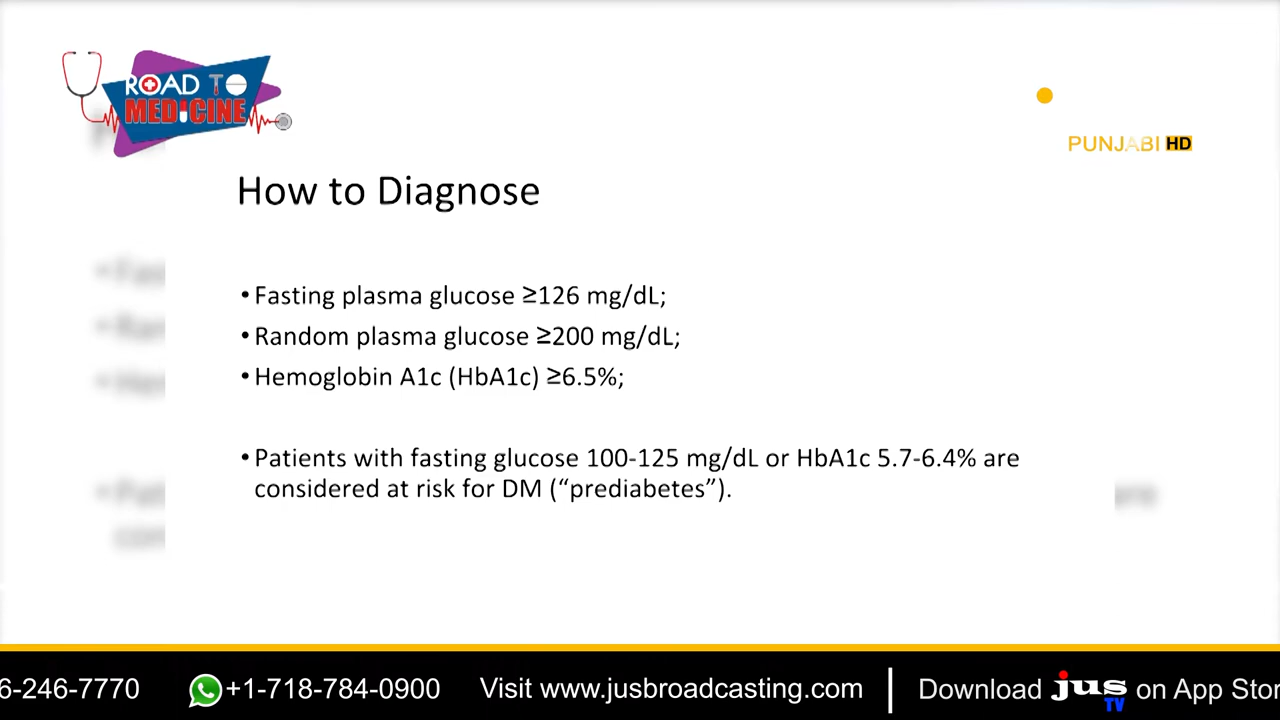 ROAD TO
MEDICINE
PUNJABI HD
How to Diagnose
• Fasting plasma glucose ≥126 mg/dL;
• Random plasma glucose ≥200 mg/dL;
• Hemoglobin A1c (HbA1c) ≥6.5%;
• Patients with fasting glucose 100-125 mg/dL or HbA1c 5.7-6.4% are
considered at risk for DM (“prediabetes”).
6-246-7770 +1-718-784-0900 Visit www.jusbroadcasting.com | Download jus TV on App Stor